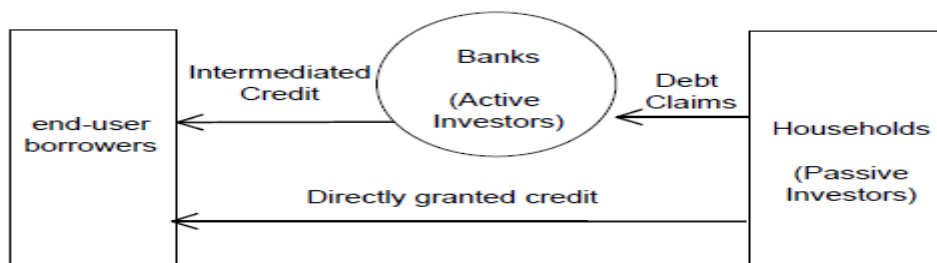 end-user
borrowers
Intermediated
Credit
Banks
(Active
Investors)
Debt
Claims
Households
(Passive
Investors)
Directly granted credit